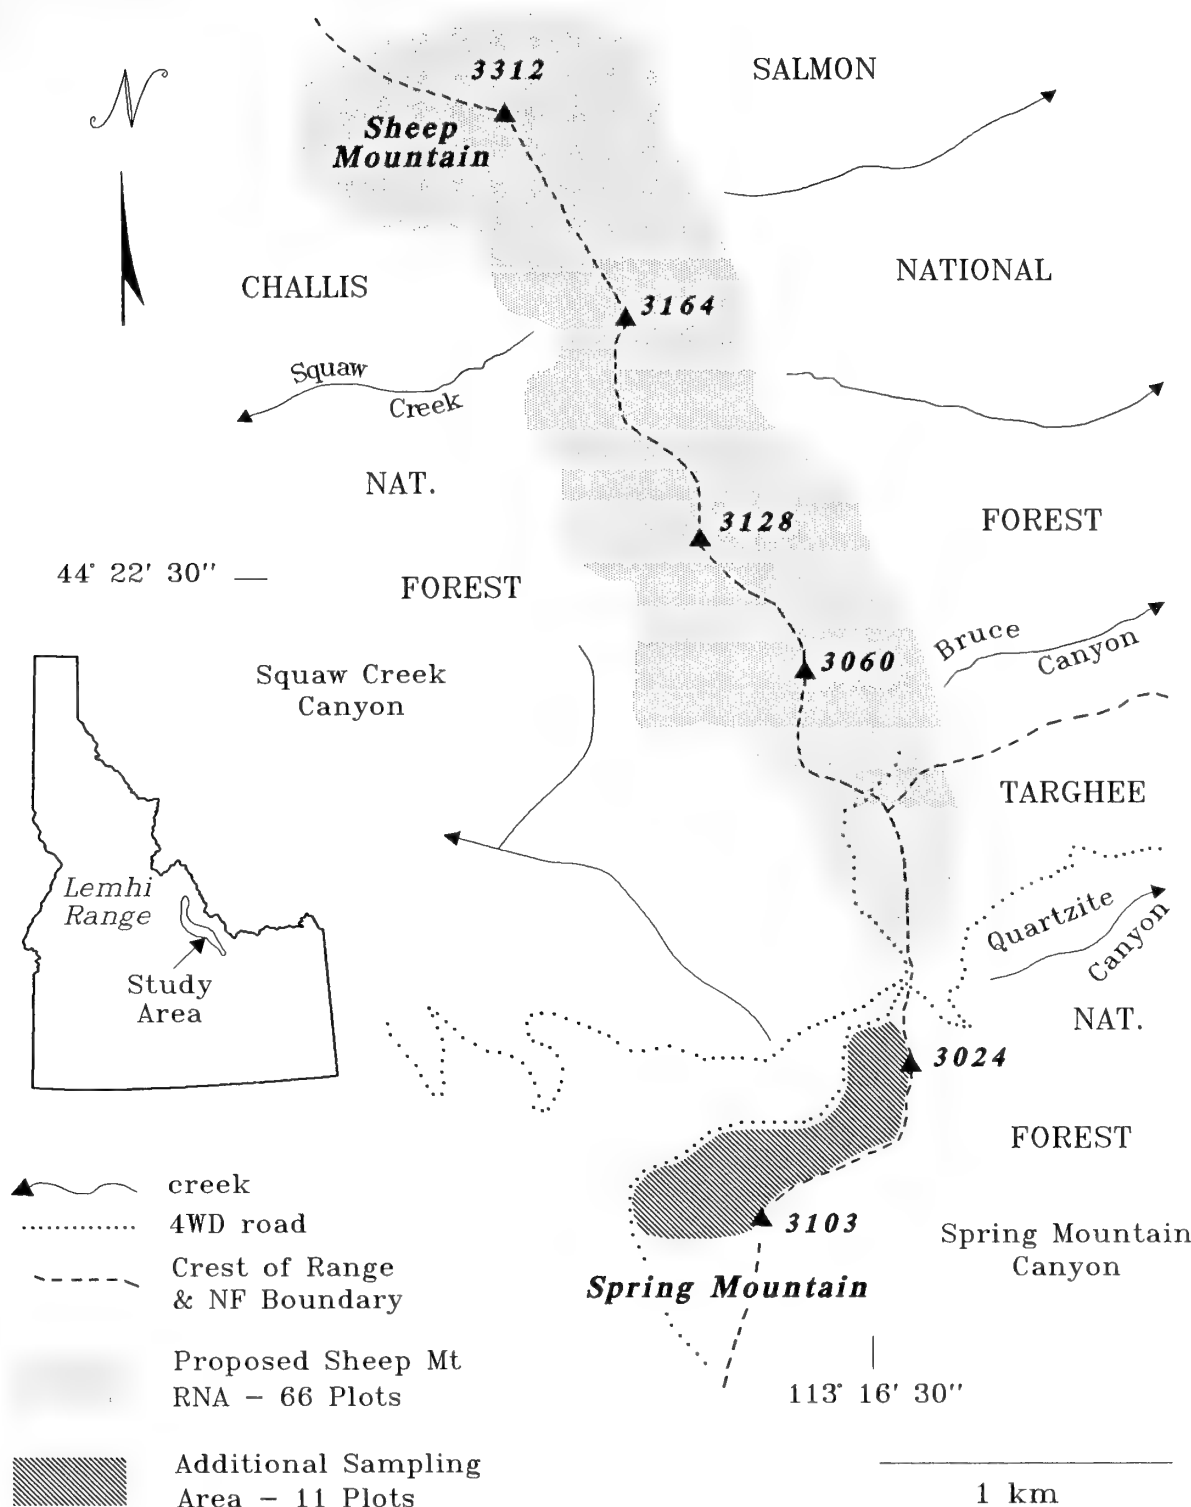 N
3312
SALMON
Sheep
Mountain
CHALLIS
NATIONAL
3164
Squaw
Creek
NAT.
3128
FOREST
44° 22' 30"
FOREST
Bruce
Canyon
3060
Squaw Creek
Canyon
TARGHEE
Lemhi
Range
Quartzite
Canyon
Study
Area
NAT.
3024
FOREST
creek
4WD road
3103
Spring Mountain
Canyon
Crest of Range
& NF Boundary
Spring Mountain
Proposed Sheep Mt
RNA – 66 Plots
113° 16' 30"
Additional Sampling
Area – 11 Plots
1 km